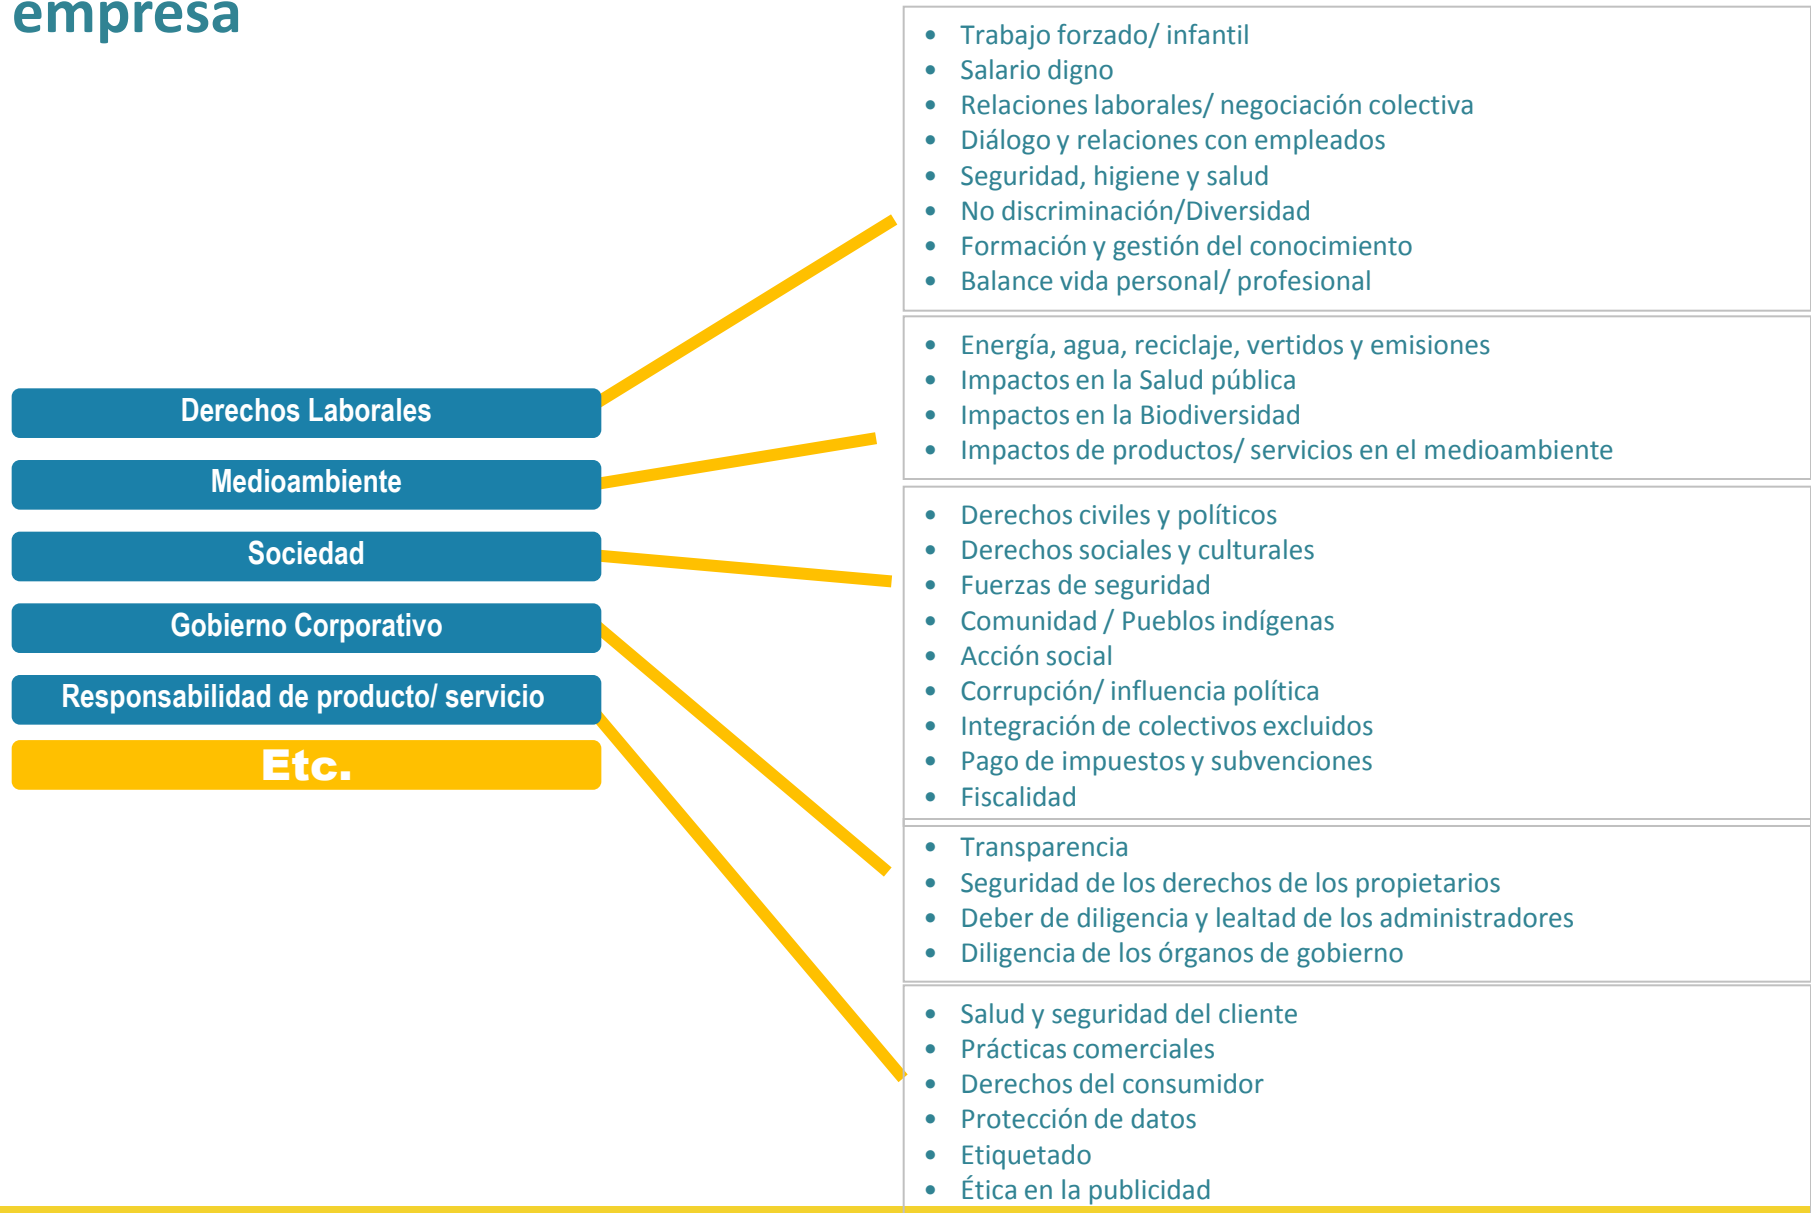 empresa
Derechos Laborales
Medioambiente
Sociedad
Gobierno Corporativo
Responsabilidad de producto/ servicio
Etc.
• Trabajo forzado/ infantil
• Salario digno
• Relaciones laborales/ negociación colectiva
• Diálogo y relaciones con empleados
• Seguridad, higiene y salud
• No discriminación/Diversidad
• Formación y gestión del conocimiento
• Balance vida personal/ profesional
• Energía, agua, reciclaje, vertidos y emisiones
• Impactos en la Salud pública
• Impactos en la Biodiversidad
• Impactos de productos/ servicios en el medioambiente
• Derechos civiles y políticos
• Derechos sociales y culturales
• Fuerzas de seguridad
• Comunidad / Pueblos indígenas
• Acción social
• Corrupción/ influencia política
• Integración de colectivos excluidos
• Pago de impuestos y subvenciones
• Fiscalidad
• Transparencia
• Seguridad de los derechos de los propietarios
• Deber de diligencia y lealtad de los administradores
• Diligencia de los órganos de gobierno
• Salud y seguridad del cliente
• Prácticas comerciales
• Derechos del consumidor
• Protección de datos
• Etiquetado
• Ética en la publicidad